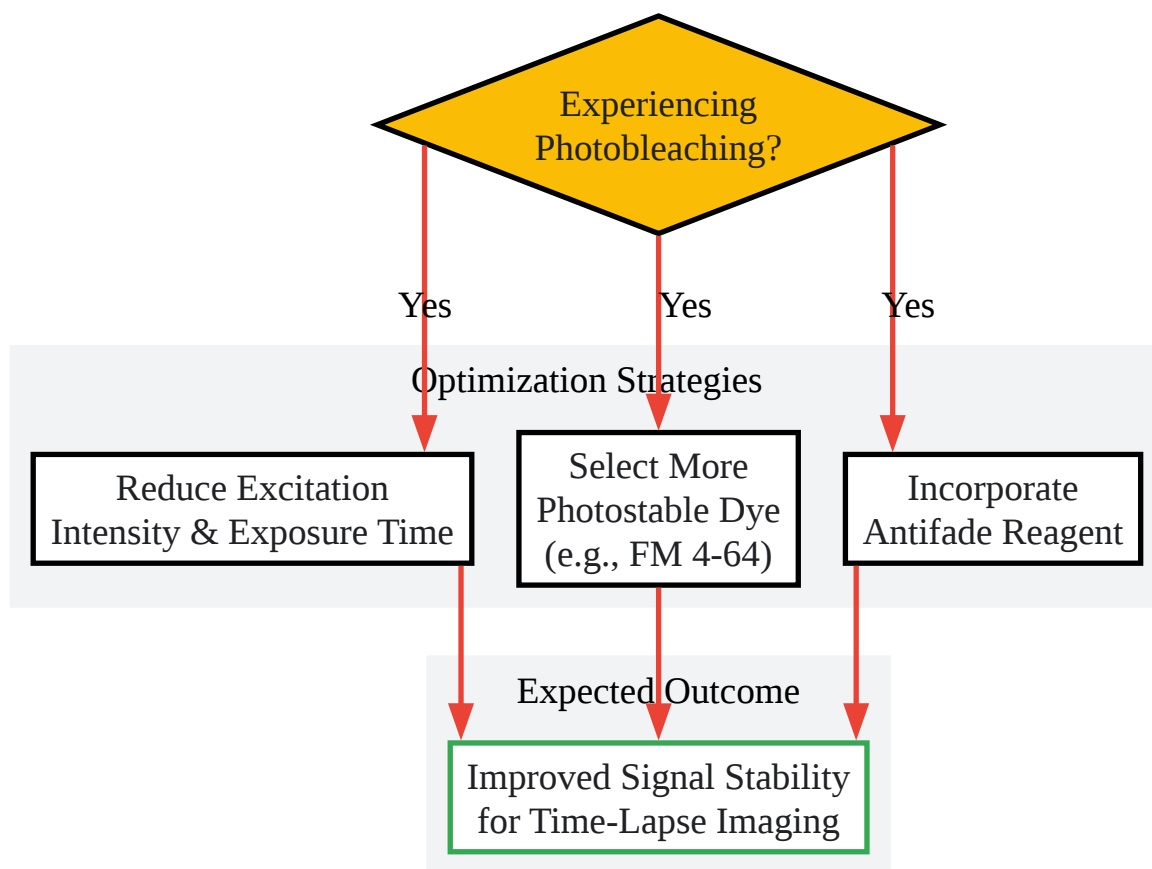 Experiencing
Photobleaching?
Yes
Yes
Yes
Optimization Strategies
Reduce Excitation
Intensity & Exposure Time
Select More
Photostable Dye
(e.g., FM 4-64)
Incorporate
Antifade Reagent
Expected Outcome
Improved Signal Stability
for Time-Lapse Imaging